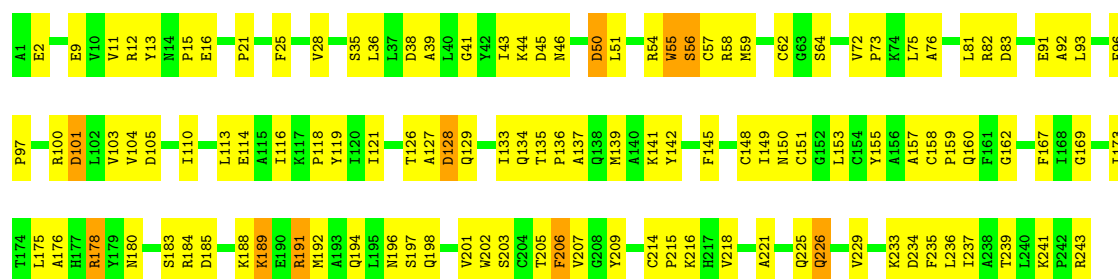 A1 E2 E9 V10 V11 R12 Y13 N14 P15 E16 P21 F25 V28 S35 L36 L37 D38 A39 L40 G41 Y42 I43 K44 D45 N46 D50 L51 R54 W55 S56 C57 R58 M59 C62 G63 S64 V72 P73 K74 L75 A76 L81 R82 D83 E91 A92 L93
P97 R100 D101 L102 V103 V104 D105 I110 L113 E114 A115 I116 K117 P118 Y119 I120 I121 T126 A127 D128 Q129 I133 Q134 T135 P136 A137 Q138 M139 A140 K141 Y142 F145 C148 I149 N150 C151 G152 L153 C154 Y155 A156 A157 C158 P159 Q160 F161 G162 F167 I168 G169
T174 L175 A176 H177 R178 Y179 N180 S183 R184 D185 K188 K189 E190 R191 M192 A193 Q194 L195 N196 S197 Q198 V201 W202 S203 C204 T205 F206 V207 G208 Y209 C214 P215 K216 H217 V218 A221 Q225 Q226 V229 K233 D234 F235 L236 I237 A238 T239 L240 K241 P242 R243